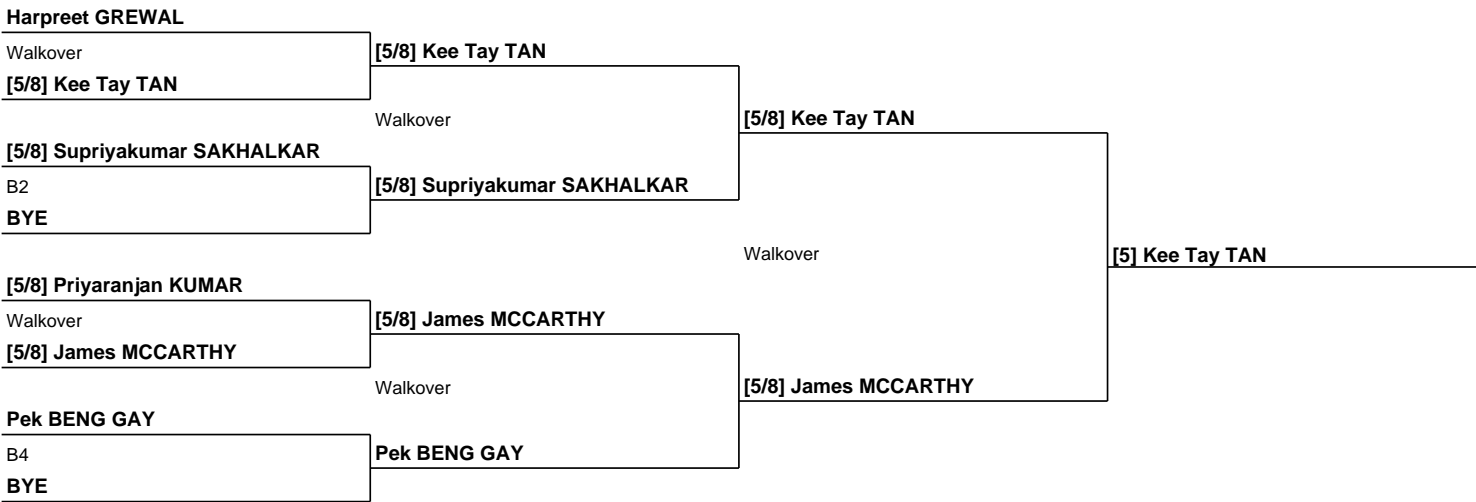 Harpreet GREWAL
Walkover
[5/8] Kee Tay TAN
[5/8] Kee Tay TAN
Walkover
[5/8] Kee Tay TAN
[5/8] Supriyakumar SAKHALKAR
B2
[5/8] Supriyakumar SAKHALKAR
BYE
Walkover
[5] Kee Tay TAN
[5/8] Priyaranjan KUMAR
Walkover
[5/8] James MCCARTHY
[5/8] James MCCARTHY
Walkover
[5/8] James MCCARTHY
Pek BENG GAY
B4
Pek BENG GAY
BYE